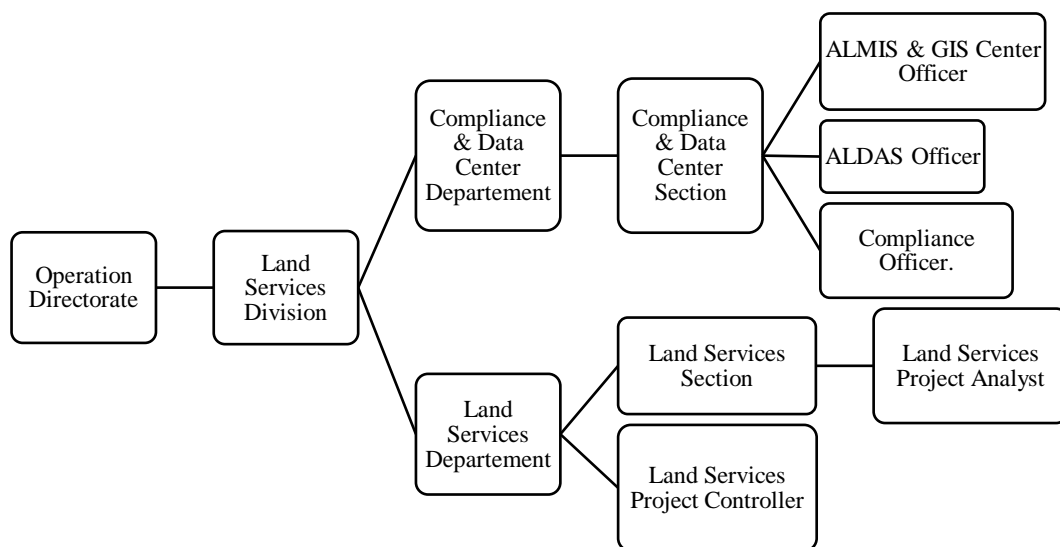 Operation
Directorate
Land
Services
Division
Compliance
& Data
Center
Departement
Compliance
& Data
Center
Section
ALMIS & GIS Center
Officer
ALDAS Officer
Compliance
Officer.
Land
Services
Departement
Land Services
Section
Land Services
Project Analyst
Land Services
Project Controller